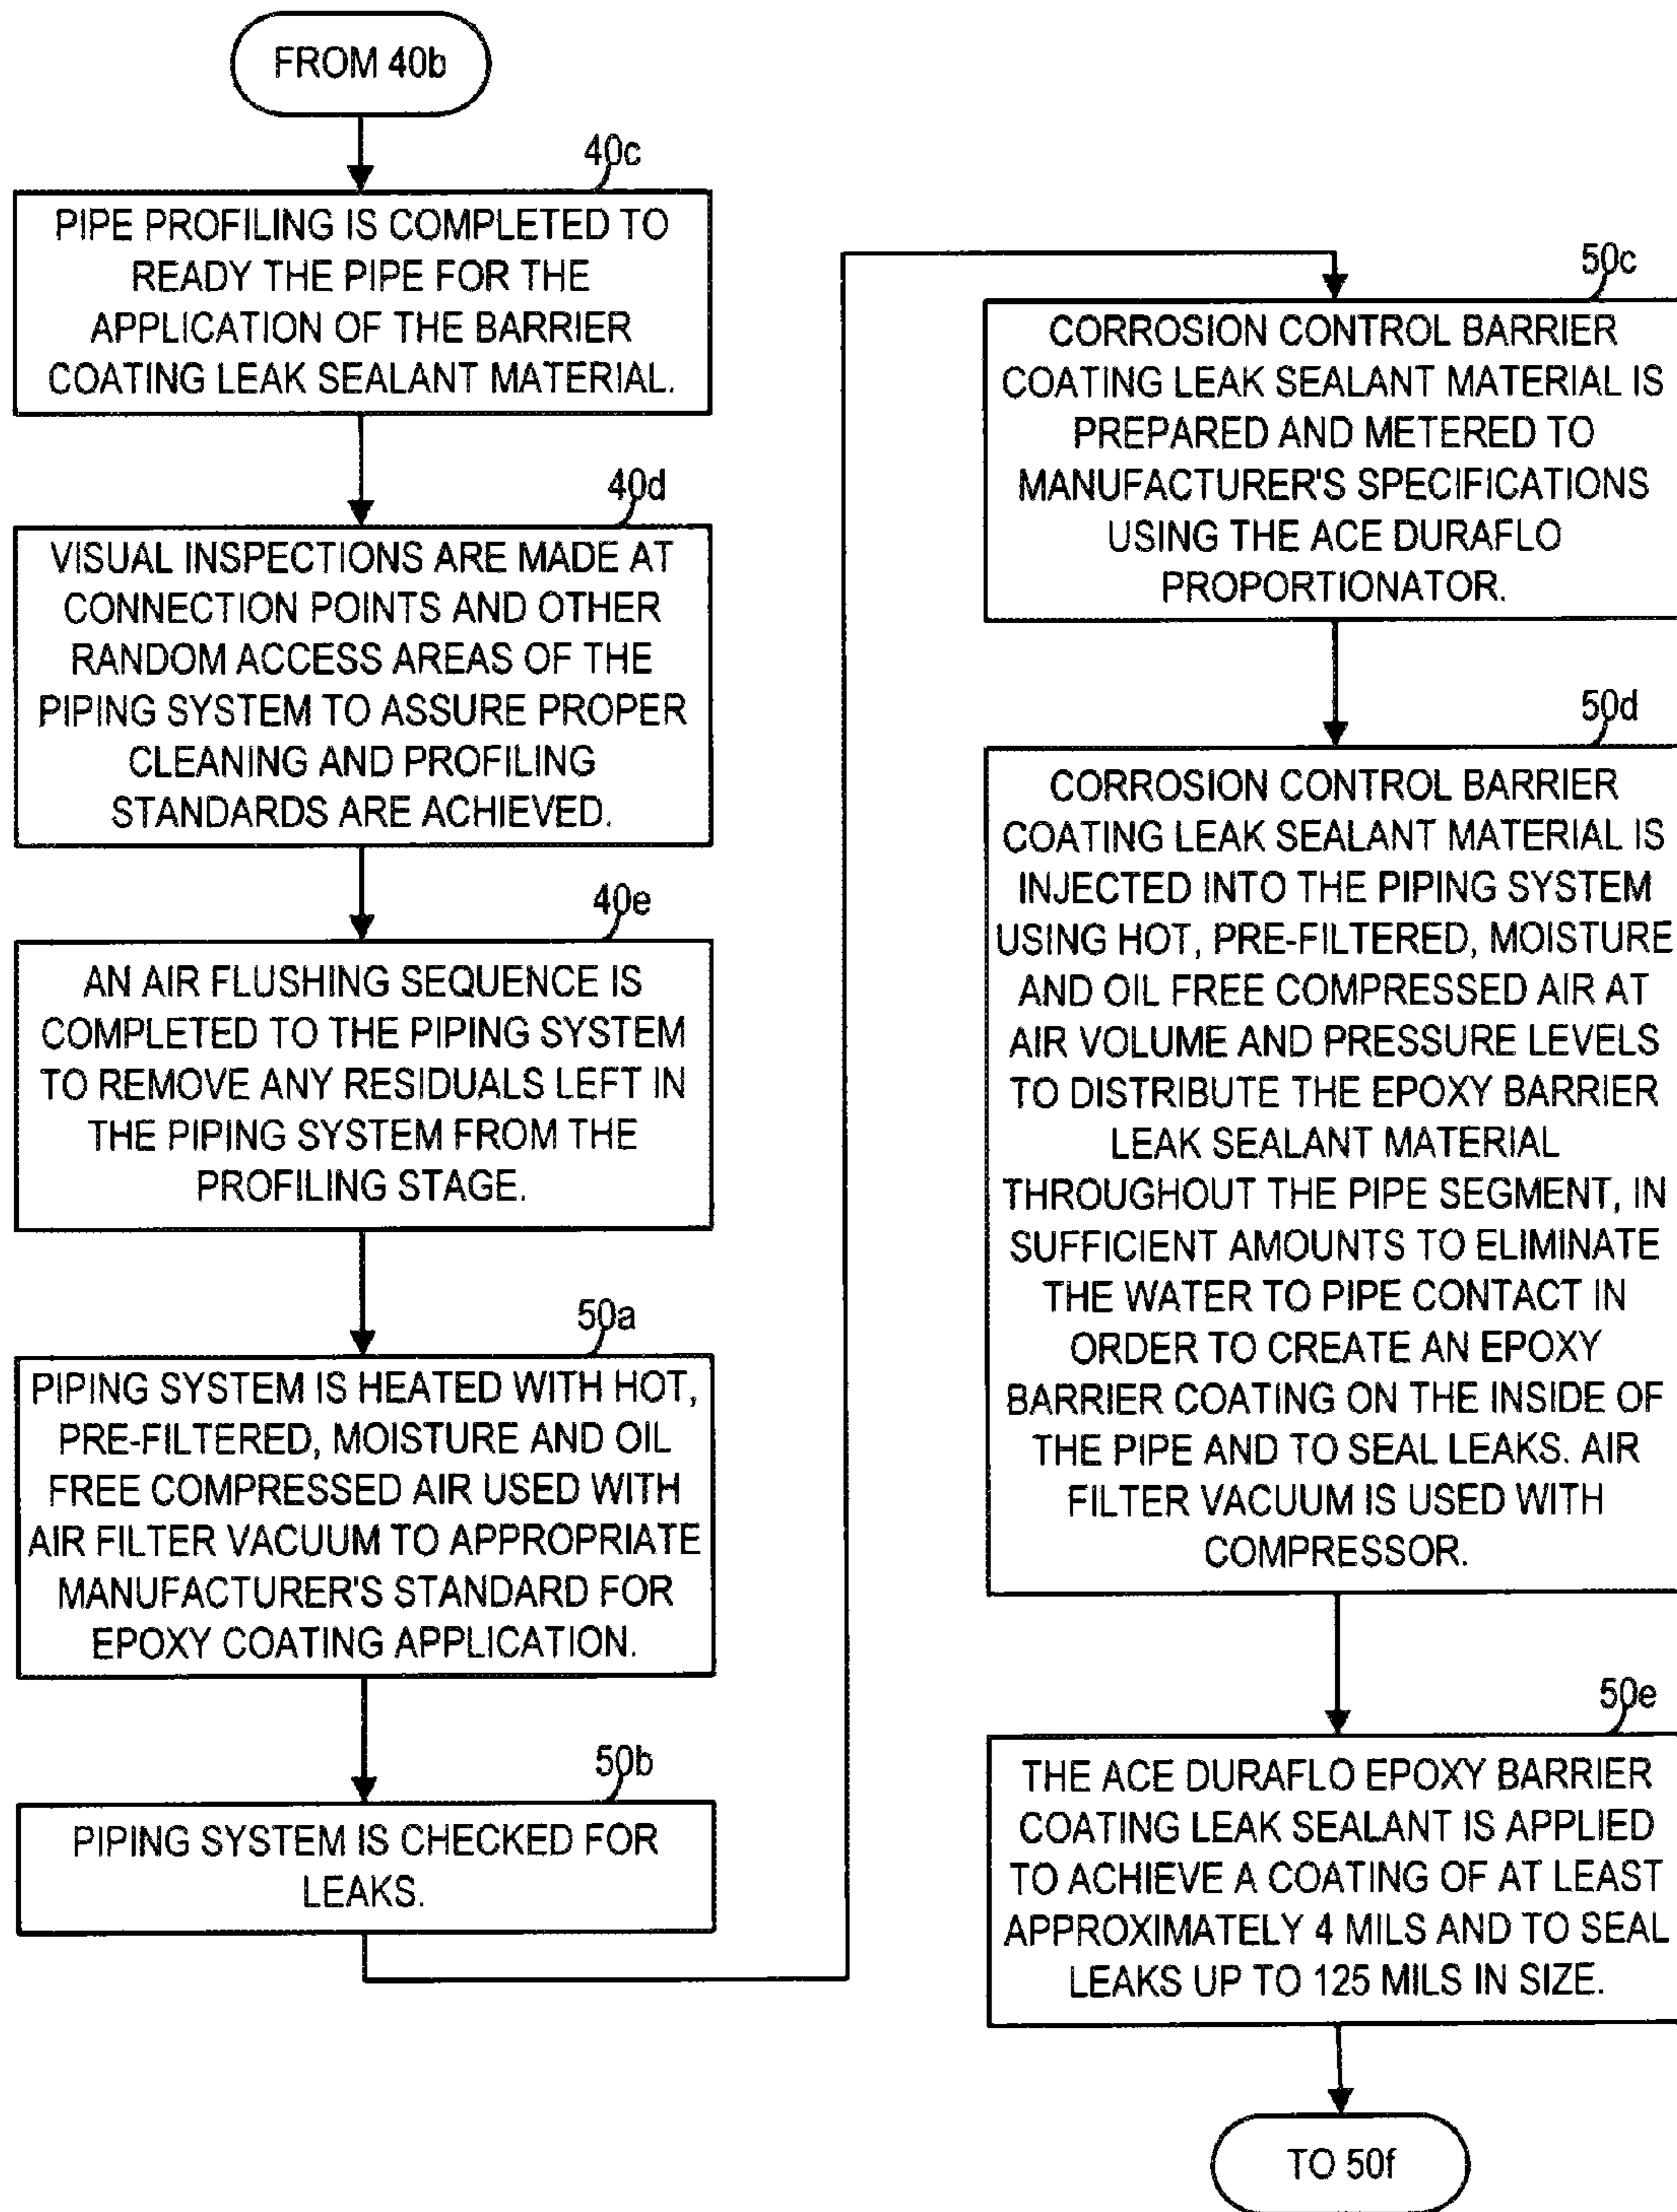 FROM 40b
40c
PIPE PROFILING IS COMPLETED TO
READY THE PIPE FOR THE
APPLICATION OF THE BARRIER
COATING LEAK SEALANT MATERIAL.
40d
VISUAL INSPECTIONS ARE MADE AT
CONNECTION POINTS AND OTHER
RANDOM ACCESS AREAS OF THE
PIPING SYSTEM TO ASSURE PROPER
CLEANING AND PROFILING
STANDARDS ARE ACHIEVED.
40e
AN AIR FLUSHING SEQUENCE IS
COMPLETED TO THE PIPING SYSTEM
TO REMOVE ANY RESIDUALS LEFT IN
THE PIPING SYSTEM FROM THE
PROFILING STAGE.
50a
PIPING SYSTEM IS HEATED WITH HOT,
PRE-FILTERED, MOISTURE AND OIL
FREE COMPRESSED AIR USED WITH
AIR FILTER VACUUM TO APPROPRIATE
MANUFACTURER'S STANDARD FOR
EPOXY COATING APPLICATION.
50b
PIPING SYSTEM IS CHECKED FOR
LEAKS.
50c
CORROSION CONTROL BARRIER
COATING LEAK SEALANT MATERIAL IS
PREPARED AND METERED TO
MANUFACTURER'S SPECIFICATIONS
USING THE ACE DURAFLO
PROPORTIONATOR.
50d
CORROSION CONTROL BARRIER
COATING LEAK SEALANT MATERIAL IS
INJECTED INTO THE PIPING SYSTEM
USING HOT, PRE-FILTERED, MOISTURE
AND OIL FREE COMPRESSED AIR AT
AIR VOLUME AND PRESSURE LEVELS
TO DISTRIBUTE THE EPOXY BARRIER
LEAK SEALANT MATERIAL
THROUGHOUT THE PIPE SEGMENT, IN
SUFFICIENT AMOUNTS TO ELIMINATE
THE WATER TO PIPE CONTACT IN
ORDER TO CREATE AN EPOXY
BARRIER COATING ON THE INSIDE OF
THE PIPE AND TO SEAL LEAKS. AIR
FILTER VACUUM IS USED WITH
COMPRESSOR.
50e
THE ACE DURAFLO EPOXY BARRIER
COATING LEAK SEALANT IS APPLIED
TO ACHIEVE A COATING OF AT LEAST
APPROXIMATELY 4 MILS AND TO SEAL
LEAKS UP TO 125 MILS IN SIZE.
TO 50f